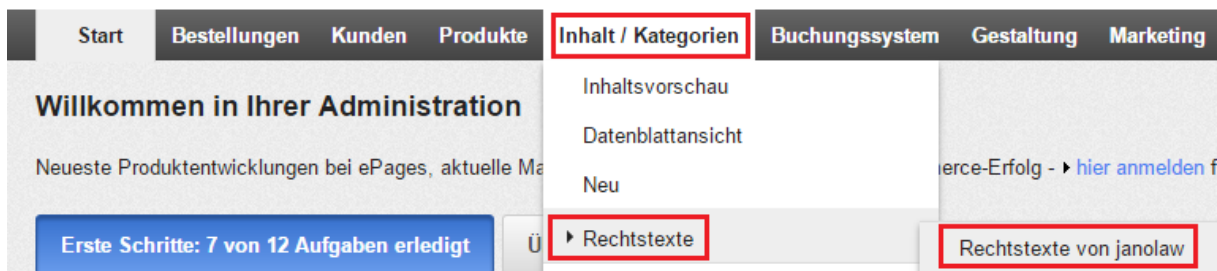 Start Bestellungen Kunden Produkte Inhalt / Kategorien Buchungssystem Gestaltung Marketing
Inhaltsvorschau
Willkommen in Ihrer Administration
Datenblattansicht
Neueste Produktentwicklungen bei ePages, aktuelle Ma erce-Erfolg - hier anmelden f
Neu
Erste Schritte: 7 von 12 Aufgaben erledigt Ü Rechtstexte Rechtstexte von janolaw